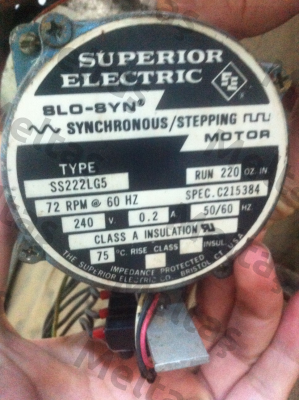 SUPERIOR
ELECTRIC
SE
SLO-SYN®
SYNCHRONOUS/STEPPING
MOTOR
TYPE
SS222LG5
RUN 220 OZ. IN.
SPEC. C215384
72 RPM @ 60 HZ
240 V. 0.2 A 50/60 HZ
CLASS A INSULATION
75 °C. RISE CLASS INSUL.
IMPEDANCE PROTECTED
THE SUPERIOR ELECTRIC CO. BRISTOL CT. U.S.A.